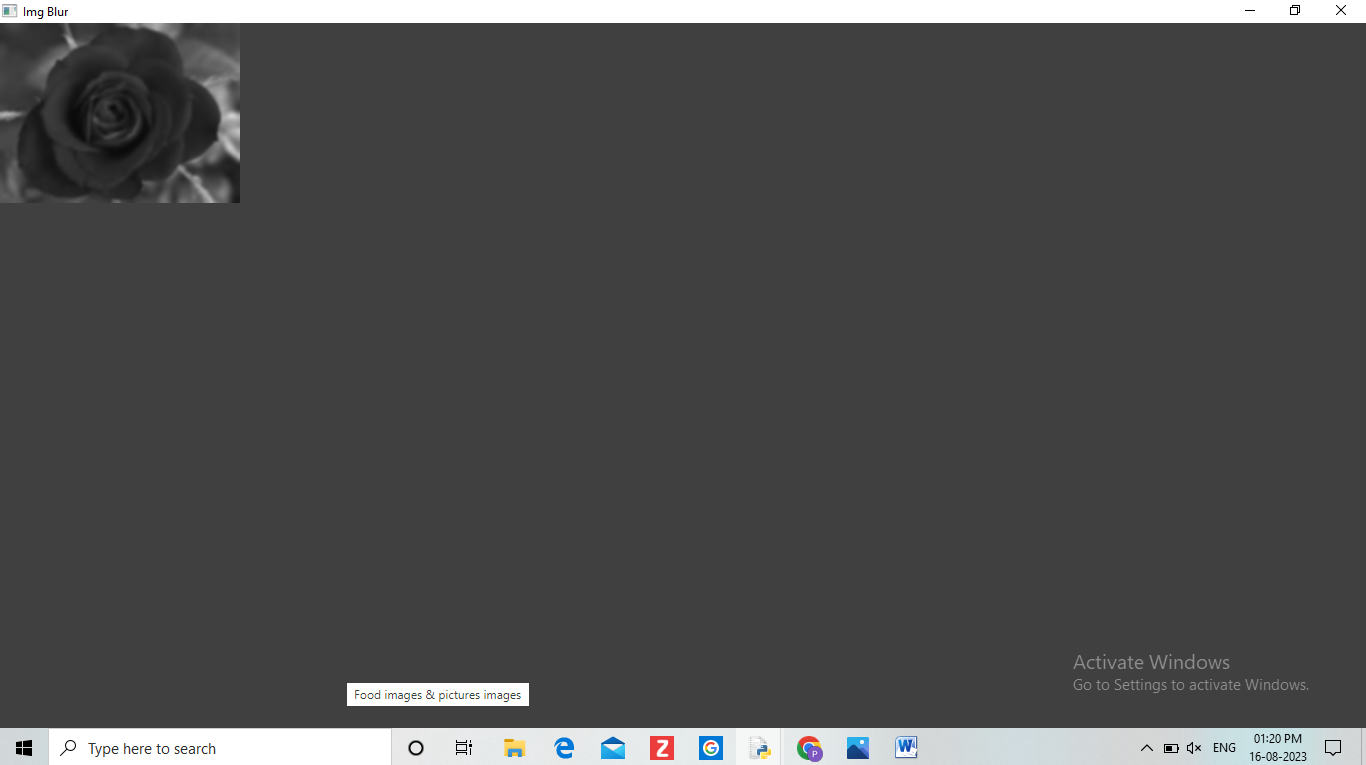 Img Blur
Activate Windows
Go to Settings to activate Windows.
Food images & pictures images
Type here to search
Z
G
P
W
ENG
01:20 PM
16-08-2023